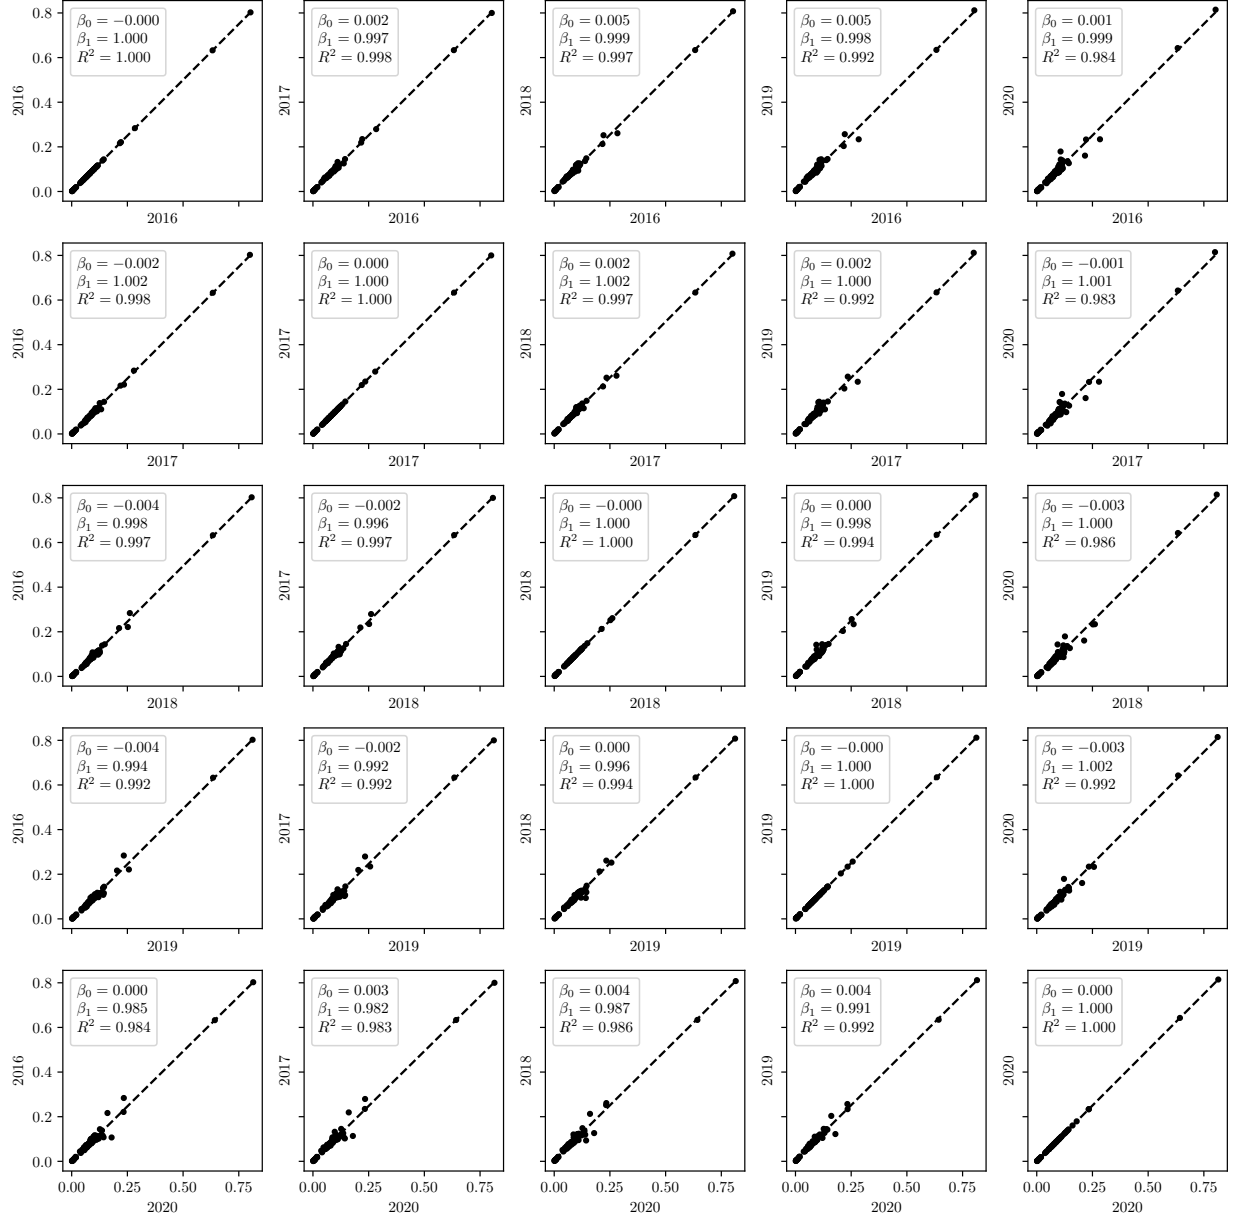 β₀ = −0.000
β₁ = 1.000
R² = 1.000
0.8
0.6
0.4
0.2
0.0
2016
2016
β₀ = 0.002
β₁ = 0.997
R² = 0.998
2017
2016
β₀ = 0.005
β₁ = 0.999
R² = 0.997
2018
2016
β₀ = 0.005
β₁ = 0.998
R² = 0.992
2019
2016
β₀ = 0.001
β₁ = 0.999
R² = 0.984
2020
2016
β₀ = −0.002
β₁ = 1.002
R² = 0.998
0.8
0.6
0.4
0.2
0.0
2016
2017
β₀ = 0.000
β₁ = 1.000
R² = 1.000
2017
2017
β₀ = 0.002
β₁ = 1.002
R² = 0.997
2018
2017
β₀ = 0.002
β₁ = 1.000
R² = 0.992
2019
2017
β₀ = −0.001
β₁ = 1.001
R² = 0.983
2020
2017
β₀ = −0.004
β₁ = 0.998
R² = 0.997
0.8
0.6
0.4
0.2
0.0
2016
2018
β₀ = −0.002
β₁ = 0.996
R² = 0.997
2017
2018
β₀ = −0.000
β₁ = 1.000
R² = 1.000
2018
2018
β₀ = 0.000
β₁ = 0.998
R² = 0.994
2019
2018
β₀ = −0.003
β₁ = 1.000
R² = 0.986
2020
2018
β₀ = −0.004
β₁ = 0.994
R² = 0.992
0.8
0.6
0.4
0.2
0.0
2016
2019
β₀ = −0.002
β₁ = 0.992
R² = 0.992
2017
2019
β₀ = 0.000
β₁ = 0.996
R² = 0.994
2018
2019
β₀ = −0.000
β₁ = 1.000
R² = 1.000
2019
2019
β₀ = −0.003
β₁ = 1.002
R² = 0.992
2020
2019
β₀ = 0.000
β₁ = 0.985
R² = 0.984
0.8
0.6
0.4
0.2
0.0
2016
0.00 0.25 0.50 0.75
2020
β₀ = 0.003
β₁ = 0.982
R² = 0.983
2017
0.00 0.25 0.50 0.75
2020
β₀ = 0.004
β₁ = 0.987
R² = 0.986
2018
0.00 0.25 0.50 0.75
2020
β₀ = 0.004
β₁ = 0.991
R² = 0.992
2019
0.00 0.25 0.50 0.75
2020
β₀ = 0.000
β₁ = 1.000
R² = 1.000
2020
0.00 0.25 0.50 0.75
2020